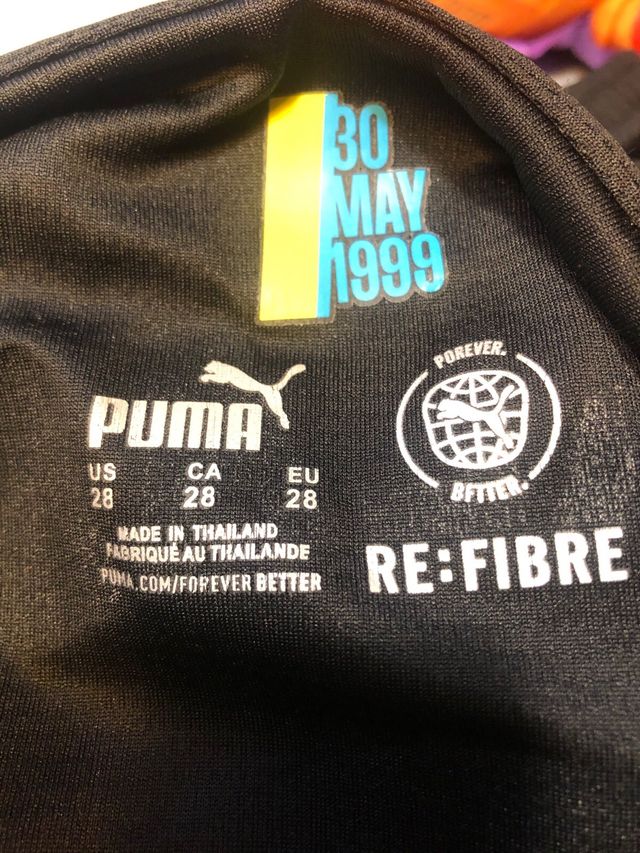 30
MAY
1999
PUMA
US CA EU
28 28 28
MADE IN THAILAND
FABRIQUÉ AU THAILANDE
PUMA.COM/FOREVER BETTER
FOREVER.
BETTER.
RE:FIBRE